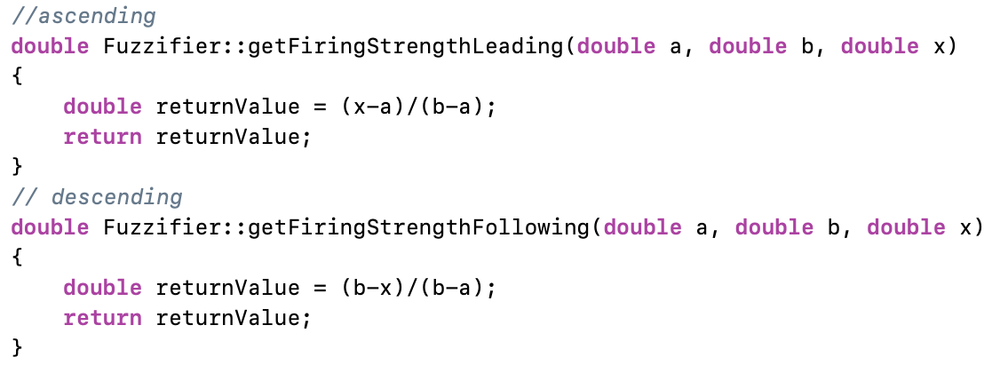 //ascending
double Fuzzifier::getFiringStrengthLeading(double a, double b, double x)
{
    double returnValue = (x-a)/(b-a);
    return returnValue;
}
// descending
double Fuzzifier::getFiringStrengthFollowing(double a, double b, double x)
{
    double returnValue = (b-x)/(b-a);
    return returnValue;
}